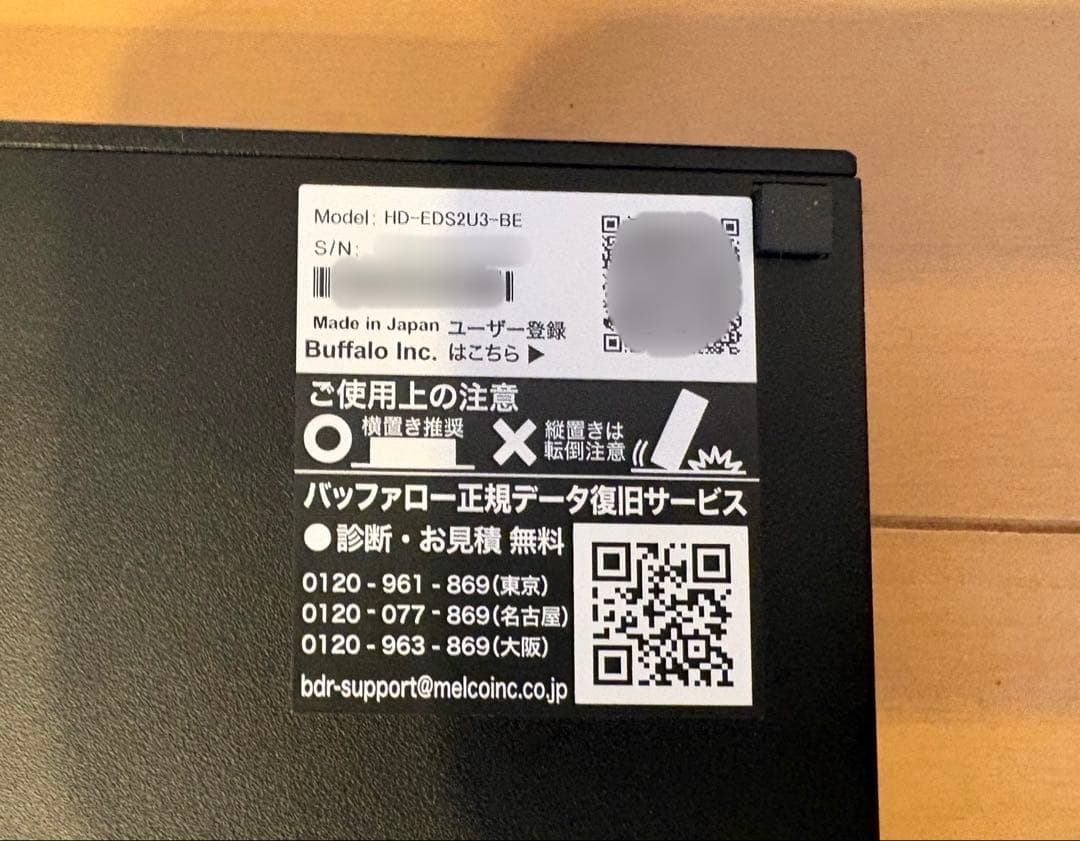 Model: HD-EDS2U3-BE
S/N:
Made in Japan ユーザー登録
Buffalo Inc. はこちら ▶
ご使用上の注意
横置き推奨
縦置きは
転倒注意
バッファロー正規データ復旧サービス
●診断・お見積 無料
0120 - 961 - 869(東京)
0120 - 077 - 869(名古屋)
0120 - 963 - 869(大阪)
bdr-support@melcoinc.co.jp